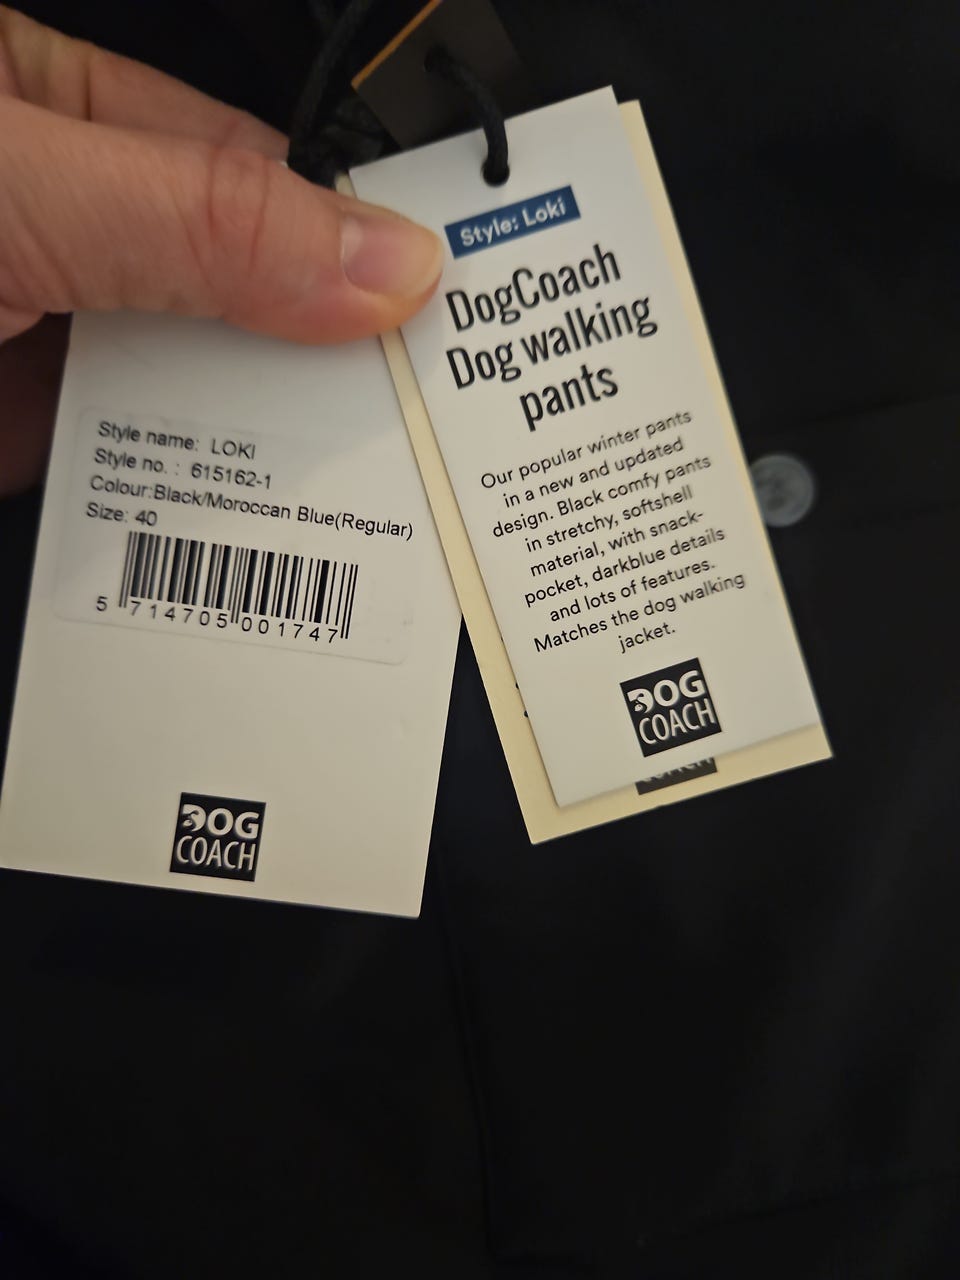 Style: Loki
DogCoach
Dog walking
pants
Our popular winter pants
in a new and updated
design. Black comfy pants
in stretchy, softshell
material, with snack-
pocket, darkblue details
and lots of features.
Matches the dog walking
jacket.
DOG
COACH
COACH
Style name: LOKI
Style no. : 615162-1
Colour:Black/Moroccan Blue(Regular)
Size: 40
5 714705 001747
DOG
COACH